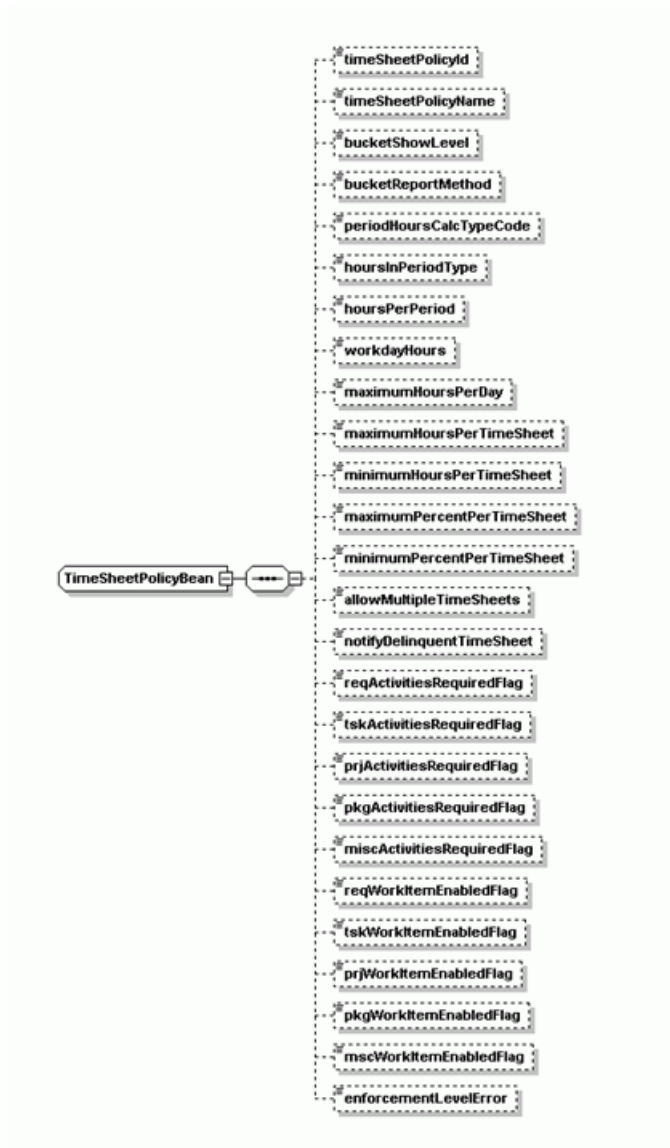 timeSheetPolicyId
timeSheetPolicyName
bucketShowLevel
bucketReportMethod
periodHoursCalcTypeCode
hoursInPeriodType
hoursPerPeriod
workdayHours
maximumHoursPerDay
maximumHoursPerTimeSheet
minimumHoursPerTimeSheet
maximumPercentPerTimeSheet
minimumPercentPerTimeSheet
TimeSheetPolicyBean
allowMultipleTimeSheets
notifyDelinquentTimeSheet
reqActivitiesRequiredFlag
tskActivitiesRequiredFlag
prjActivitiesRequiredFlag
pkgActivitiesRequiredFlag
miscActivitiesRequiredFlag
reqWorkItemEnabledFlag
tskWorkItemEnabledFlag
prjWorkItemEnabledFlag
pkgWorkItemEnabledFlag
mscWorkItemEnabledFlag
enforcementLevelError